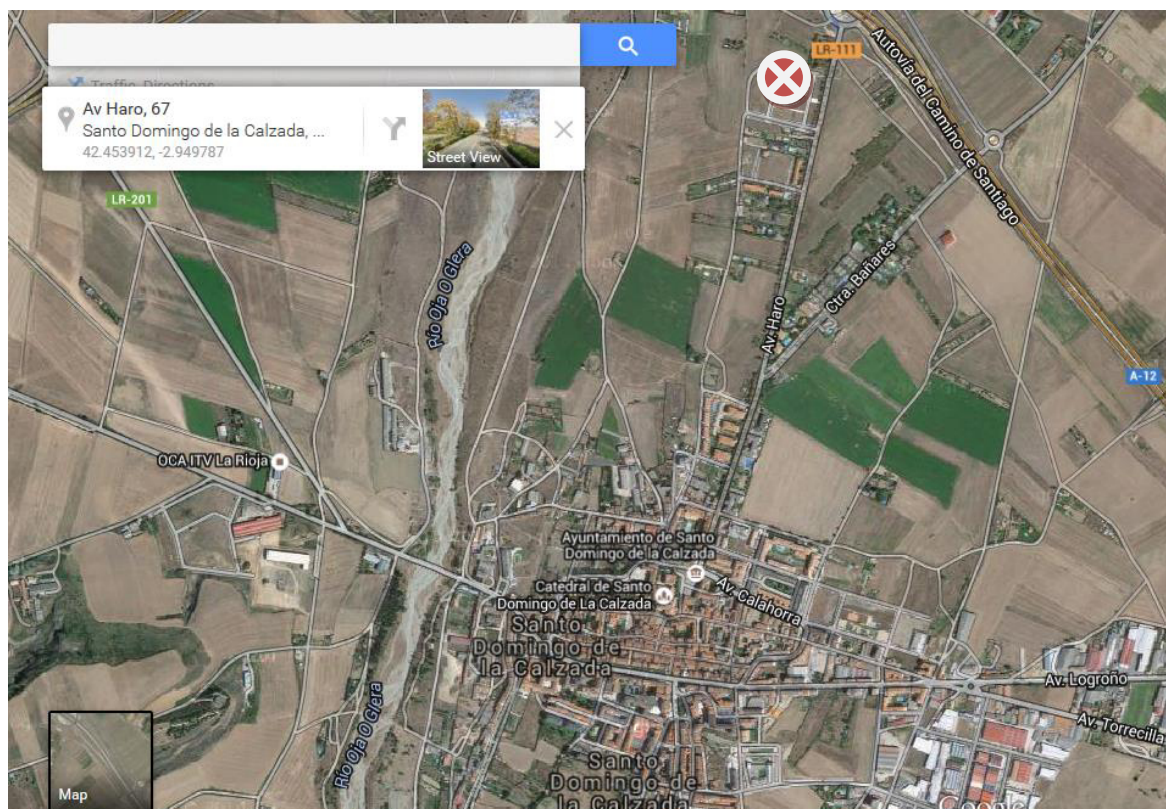 Traffic, Directions
Av Haro, 67
Santo Domingo de la Calzada, ...
42.453912, -2.949787
Street View
LR-111
Autovía del Camino de Santiago
LR-201
Río Oja O Glera
Ctra. Bañares
Av. Haro
A-12
OCA ITV La Rioja
Ayuntamiento de Santo
Domingo de la Calzada
Catedral de Santo
Domingo de La Calzada
Av. Calahorra
Santo
Domingo de
la Calzada
Av. Logroño
Río Oja O Glera
Av. Torrecilla
Santo
Domingo de
la Calzada
Map
Google